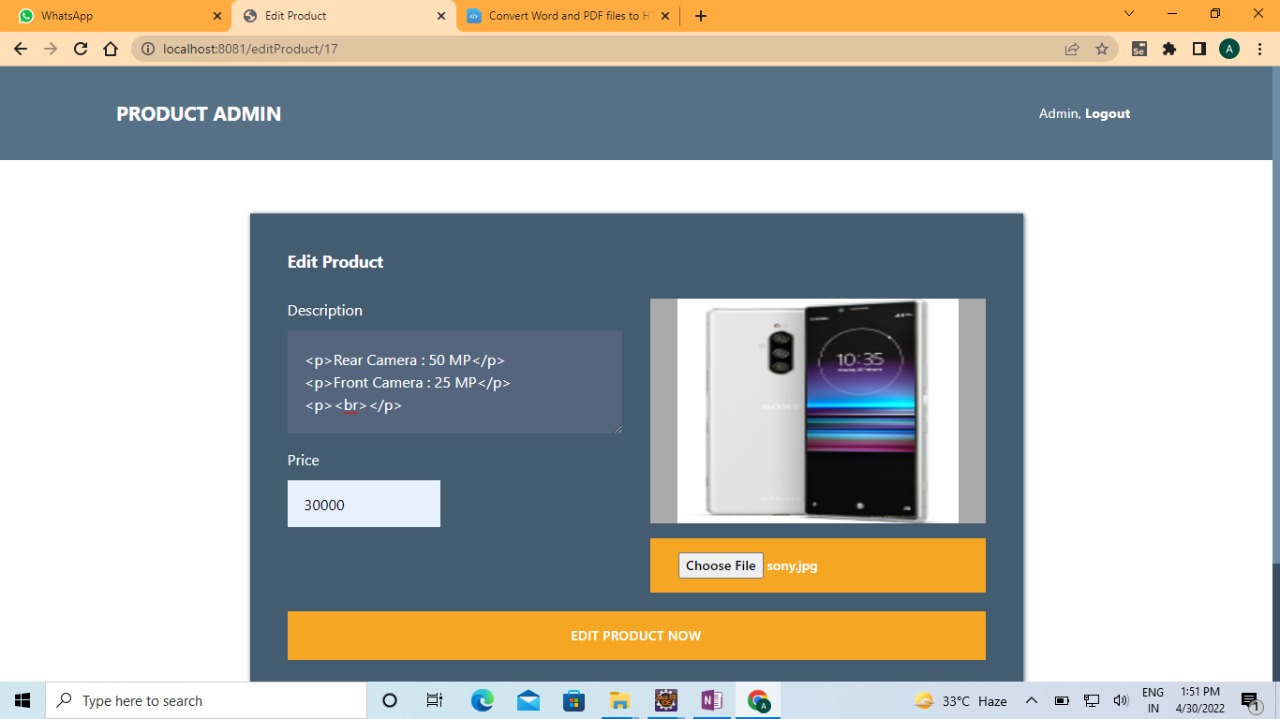 WhatsApp
Edit Product
Convert Word and PDF files to H
localhost:8081/editProduct/17
Se
A
PRODUCT ADMIN
Admin, Logout
Edit Product
Description
<p>Rear Camera : 50 MP</p>
<p>Front Camera : 25 MP</p>
<p><br></p>
Price
30000
10:35
SONY
Choose File sony.jpg
EDIT PRODUCT NOW
Type here to search
33°C Haze
ENG
IN
1:51 PM
4/30/2022
1